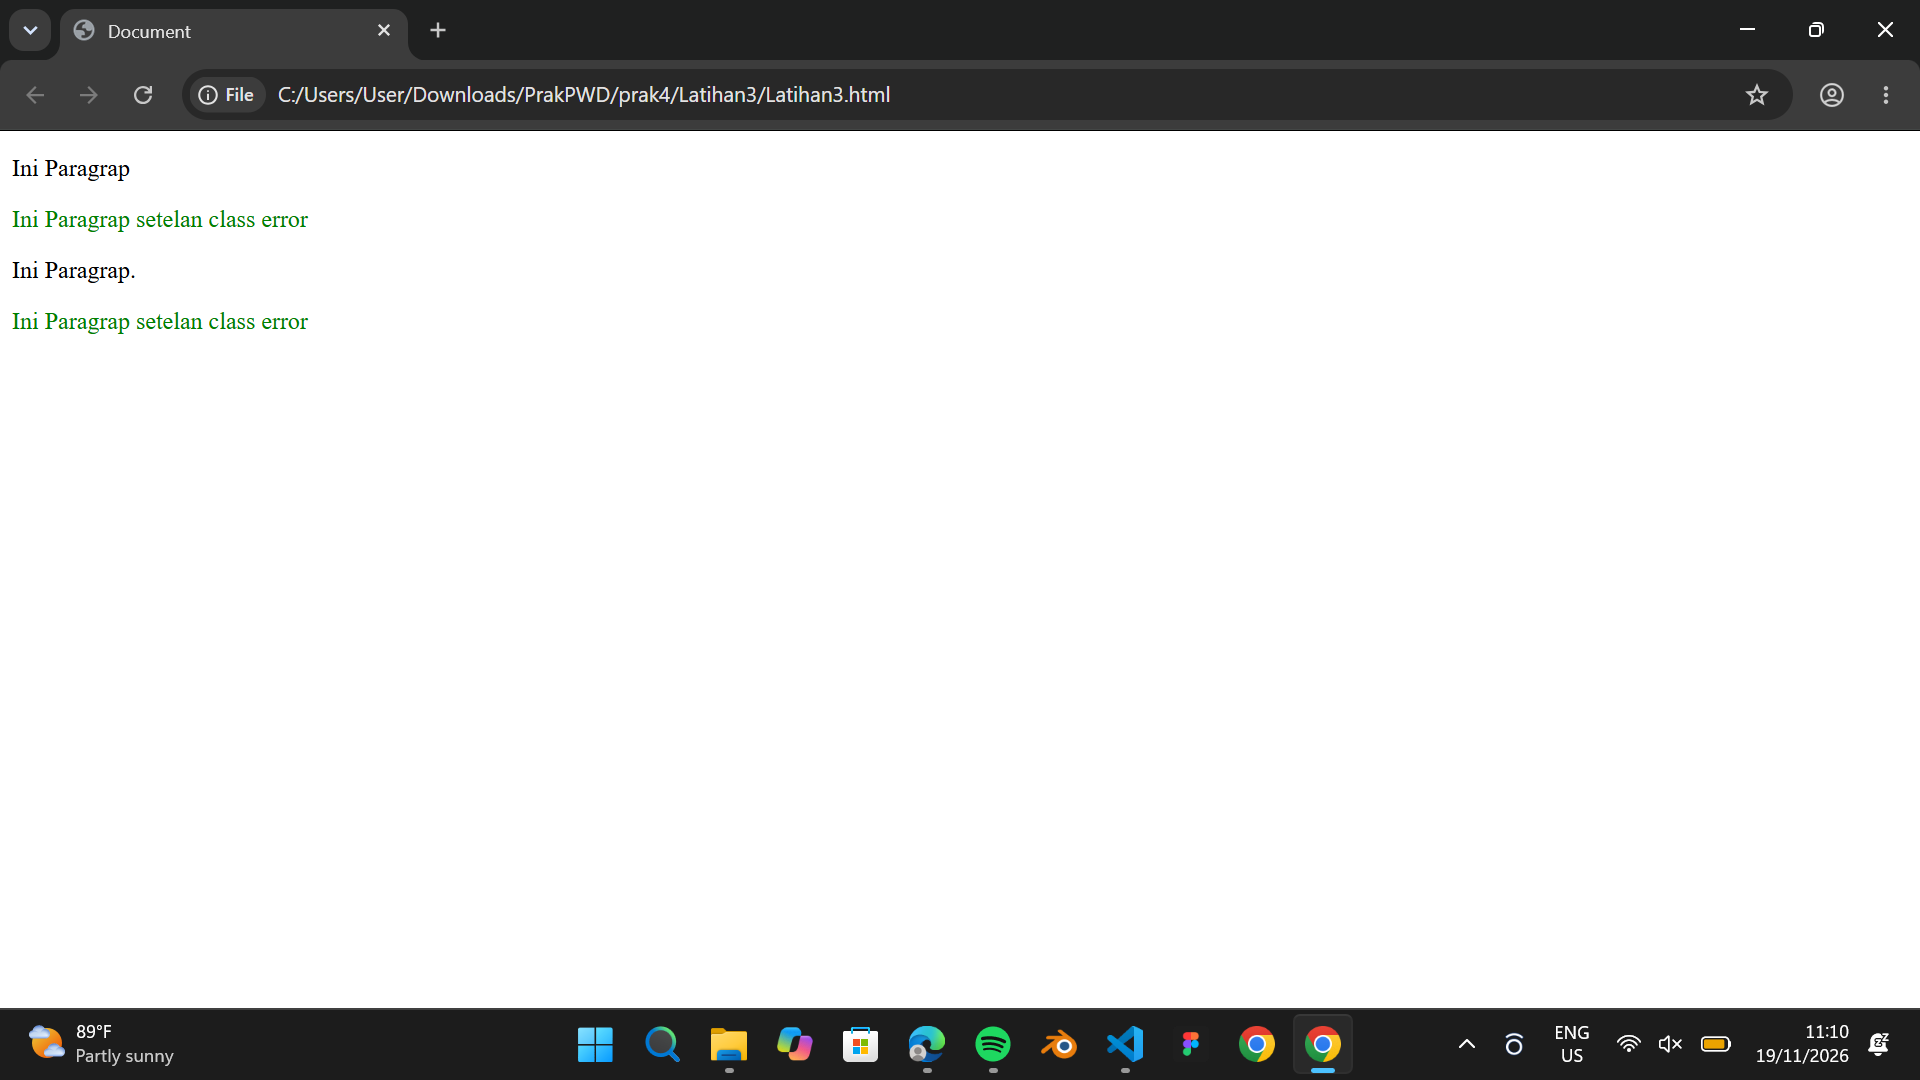 Document
File
C:/Users/User/Downloads/PrakPWD/prak4/Latihan3/Latihan3.html
Ini Paragrap
Ini Paragrap setelan class error
Ini Paragrap.
Ini Paragrap setelan class error
89°F
Partly sunny
ENG
US
11:10
19/11/2026